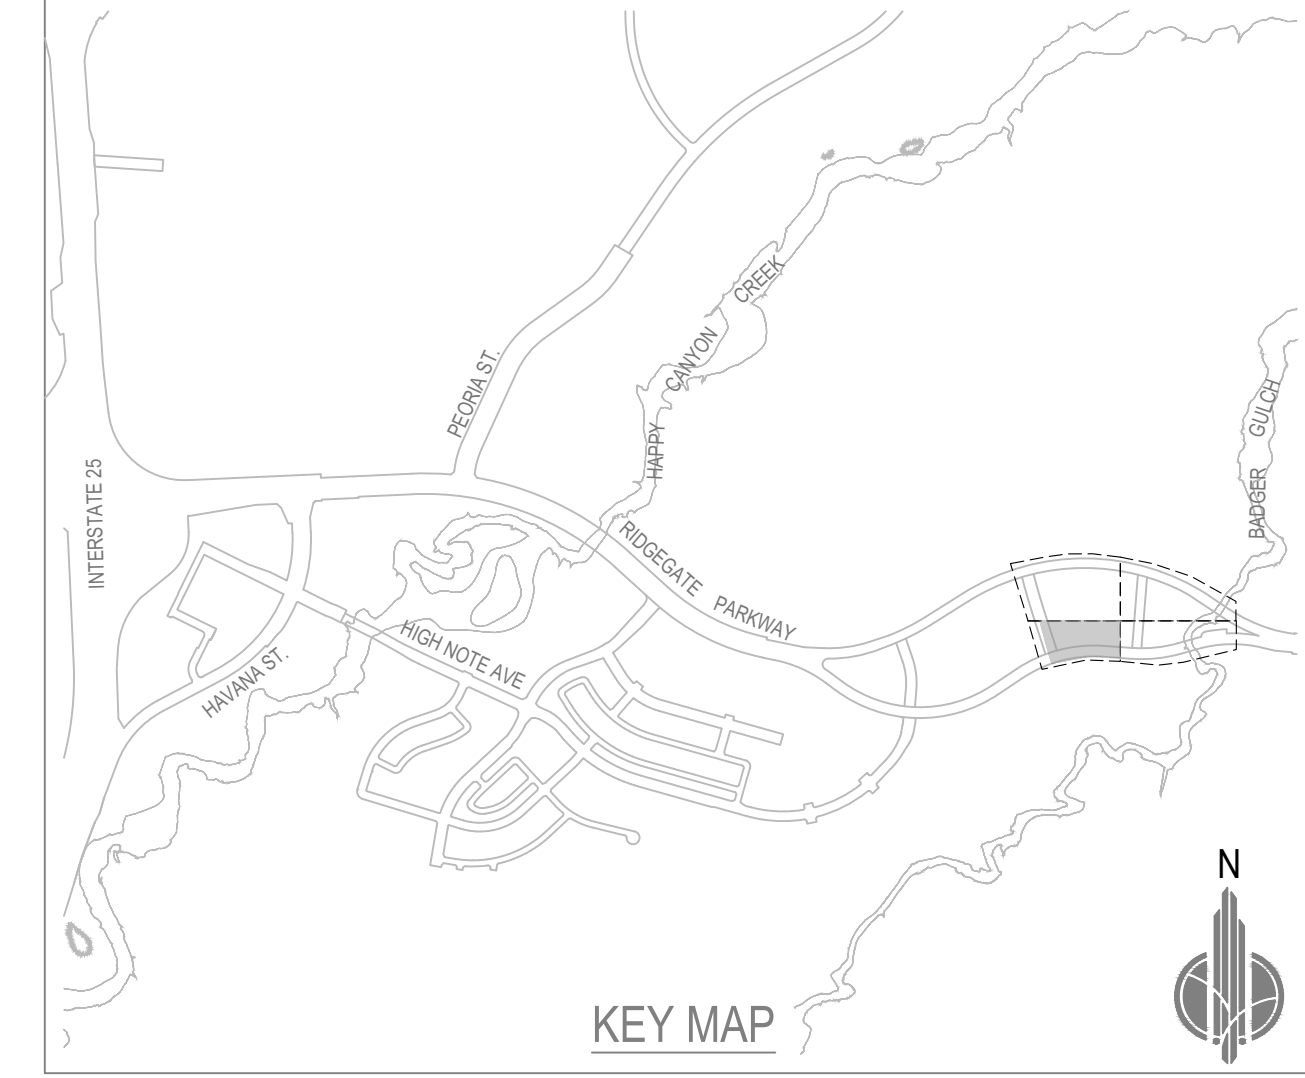 CREEK
CANYON
HAPPY
PEORIA ST.
GULCH
BADGER
INTERSTATE 25
RIDGEGATE PARKWAY
HIGH NOTE AVE
HAVANA ST.
N
KEY MAP